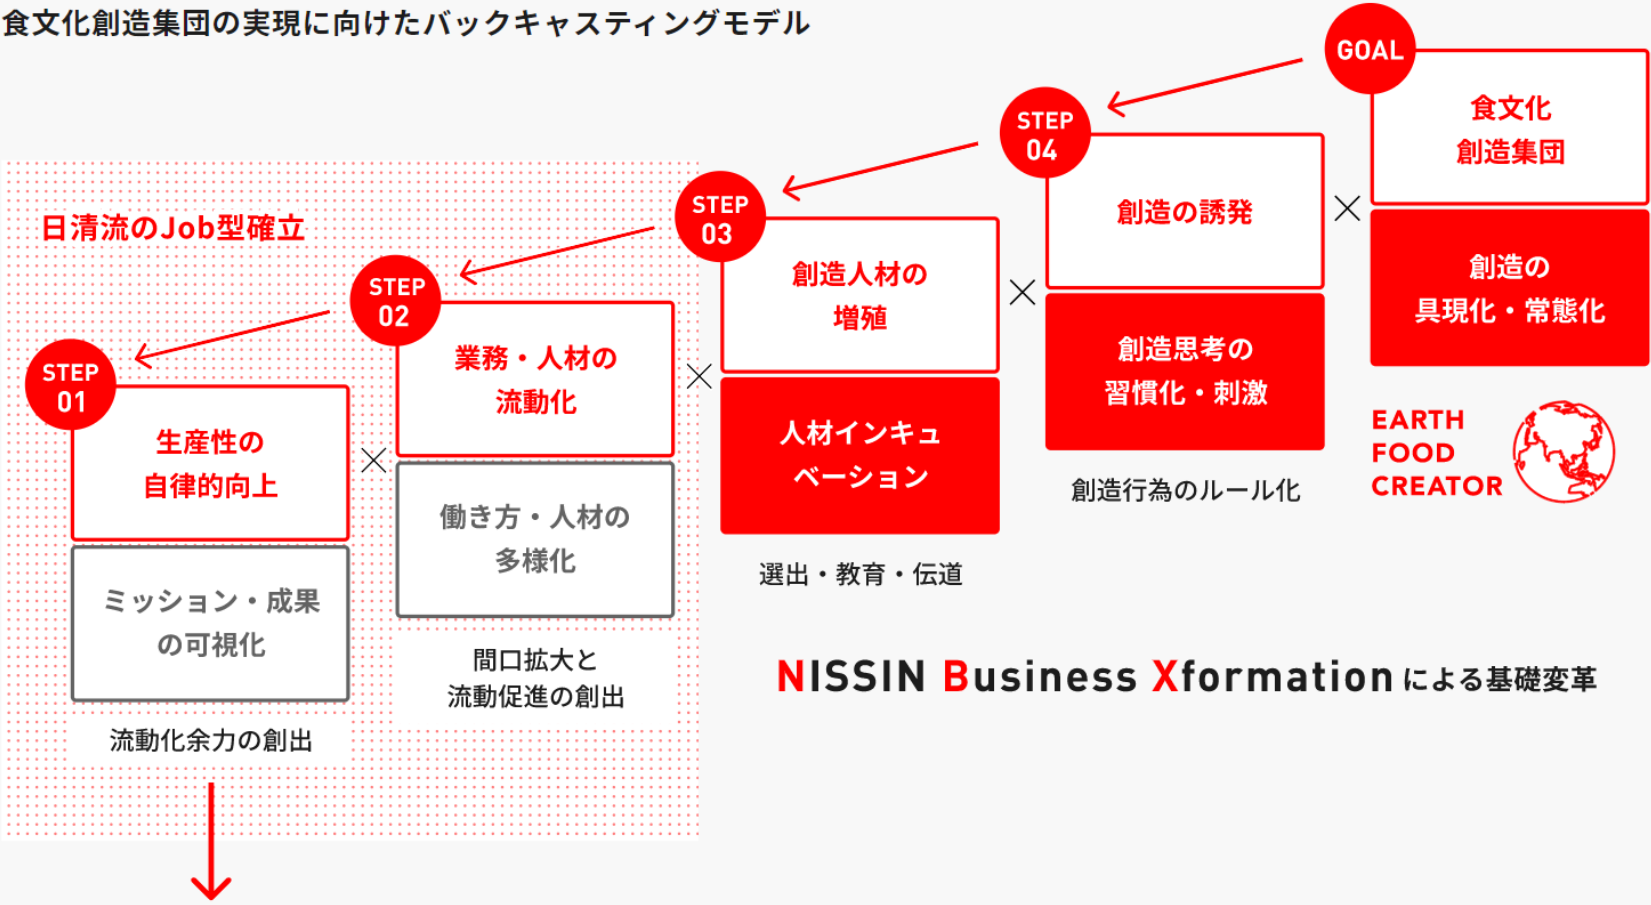 食文化創造集団の実現に向けたバックキャスティングモデル
日清流のJob型確立
STEP
01
生産性の
自律的向上
ミッション・成果
の可視化
流動化余力の創出
×
STEP
02
業務・人材の
流動化
働き方・人材の
多様化
間口拡大と
流動促進の創出
×
STEP
03
創造人材の
増殖
人材インキュ
ベーション
選出・教育・伝道
×
STEP
04
創造の誘発
創造思考の
習慣化・刺激
創造行為のルール化
×
GOAL
食文化
創造集団
創造の
具現化・常態化
EARTH
FOOD
CREATOR
NISSIN Business Xformationによる基礎変革